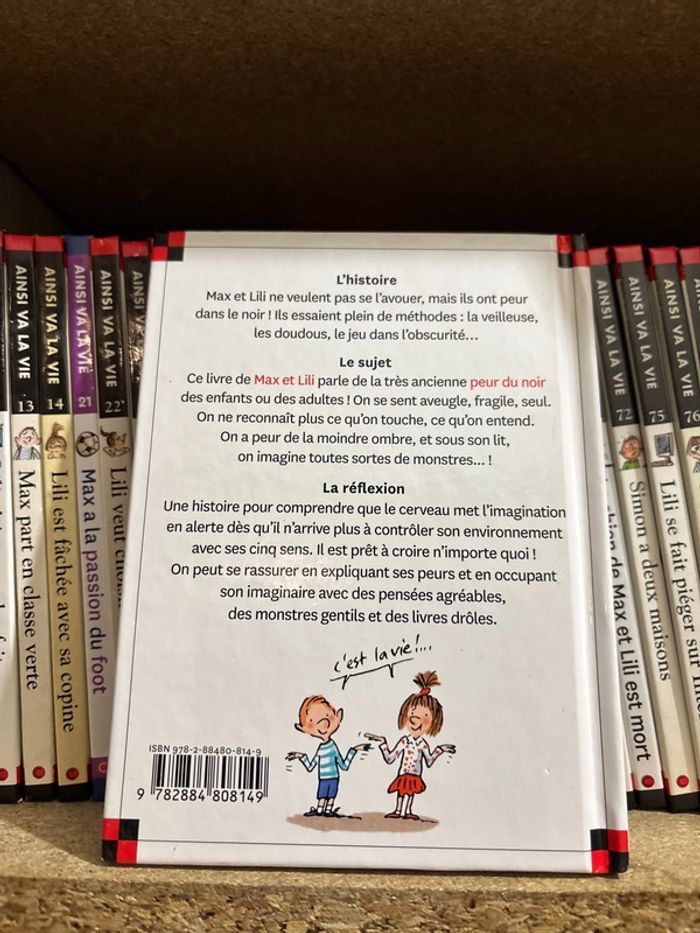 AINSI VA LA VIE
13
Max part en classe verte
AINSI VA LA VIE
14
Lili est fâchée avec sa copine
AINSI VA LA VIE
21
Max a la passion du foot
AINSI VA LA VIE
22
Lili veut
AINSI VA
L'histoire
Max et Lili ne veulent pas se l'avouer, mais ils ont peur
dans le noir ! Ils essaient plein de méthodes : la veilleuse,
les doudous, le jeu dans l'obscurité...
Le sujet
Ce livre de Max et Lili parle de la très ancienne peur du noir
des enfants ou des adultes ! On se sent aveugle, fragile, seul.
On ne reconnaît plus ce qu'on touche, ce qu'on entend.
On a peur de la moindre ombre, et sous son lit,
on imagine toutes sortes de monstres... !
La réflexion
Une histoire pour comprendre que le cerveau met l'imagination
en alerte dès qu'il n'arrive plus à contrôler son environnement
avec ses cinq sens. Il est prêt à croire n'importe quoi !
On peut se rassurer en expliquant ses peurs et en occupant
son imaginaire avec des pensées agréables,
des monstres gentils et des livres drôles.
c'est la vie !...
ISBN 978-2-88480-814-9
9 782884 808149
AINSI VA LA VIE
de Max et Lili est mort
AINSI VA LA VIE
72
Simon a deux maisons
AINSI VA LA VIE
75
Lili se fait piéger sur
AINSI VA LA VIE
76